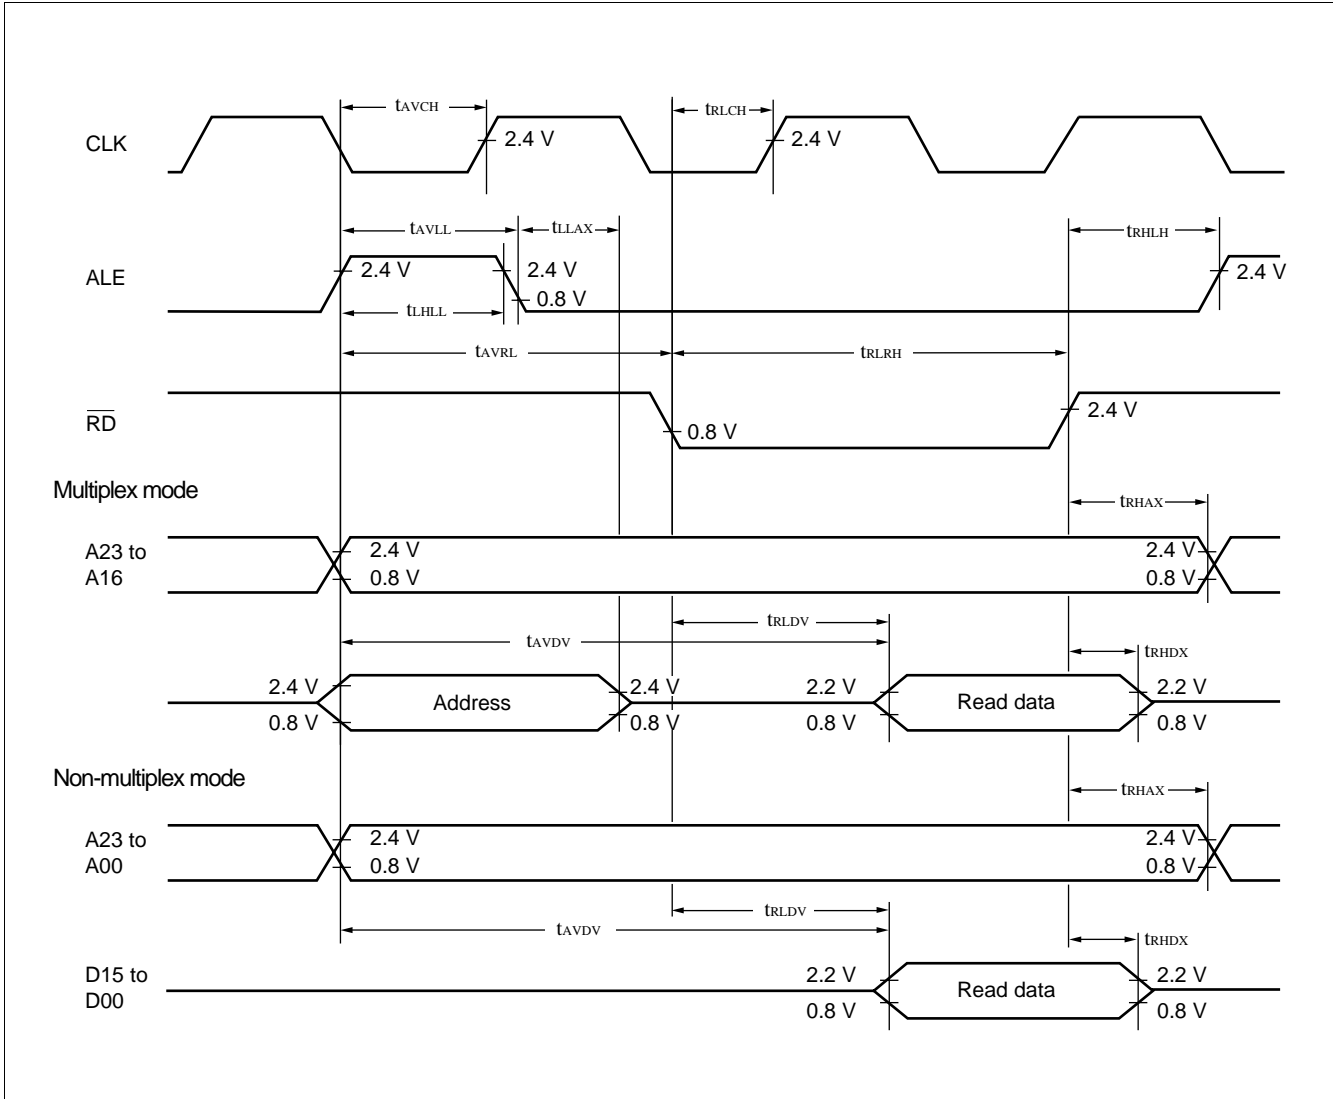 tAVCH
tRLCH
CLK
2.4 V
2.4 V
tAVLL
tLLAX
tRHLH
ALE
2.4 V
2.4 V
2.4 V
0.8 V
tLHLL
tAVRL
tRLRH
RD
2.4 V
0.8 V
Multiplex mode
tRHAX
A23 to
A16
2.4 V
0.8 V
2.4 V
0.8 V
tRLDV
tAVDV
tRHDX
2.4 V
0.8 V
Address
2.4 V
0.8 V
2.2 V
0.8 V
Read data
2.2 V
0.8 V
Non-multiplex mode
tRHAX
A23 to
A00
2.4 V
0.8 V
2.4 V
0.8 V
tRLDV
tAVDV
tRHDX
D15 to
D00
2.2 V
0.8 V
Read data
2.2 V
0.8 V